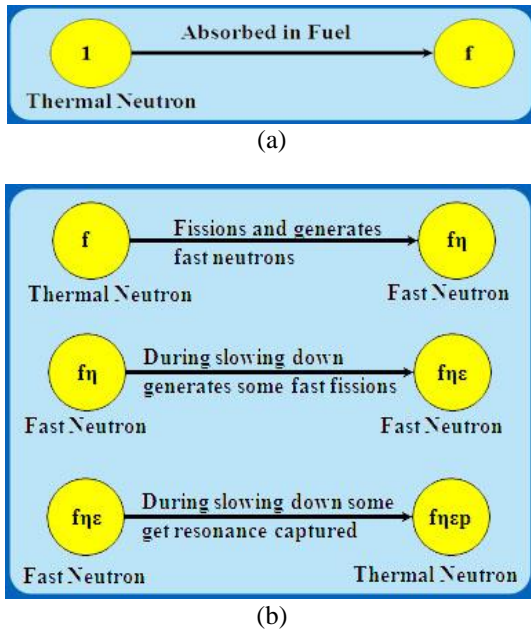 Absorbed in Fuel
1
f
Thermal Neutron
(a)
f
Fissions and generates
fast neutrons
fη
Thermal Neutron
Fast Neutron
fη
During slowing down
generates some fast fissions
fηε
Fast Neutron
Fast Neutron
fηε
During slowing down some
get resonance captured
fηεp
Fast Neutron
Thermal Neutron
(b)